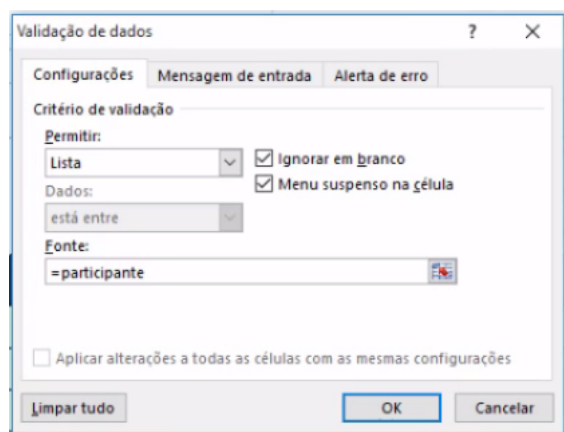 Validação de dados ? X
Configurações Mensagem de entrada Alerta de erro
Critério de validação
Permitir:
Lista
Ignorar em branco
Menu suspenso na célula
Dados:
está entre
Fonte:
=participante
Aplicar alterações a todas as células com as mesmas configurações
Limpar tudo OK Cancelar